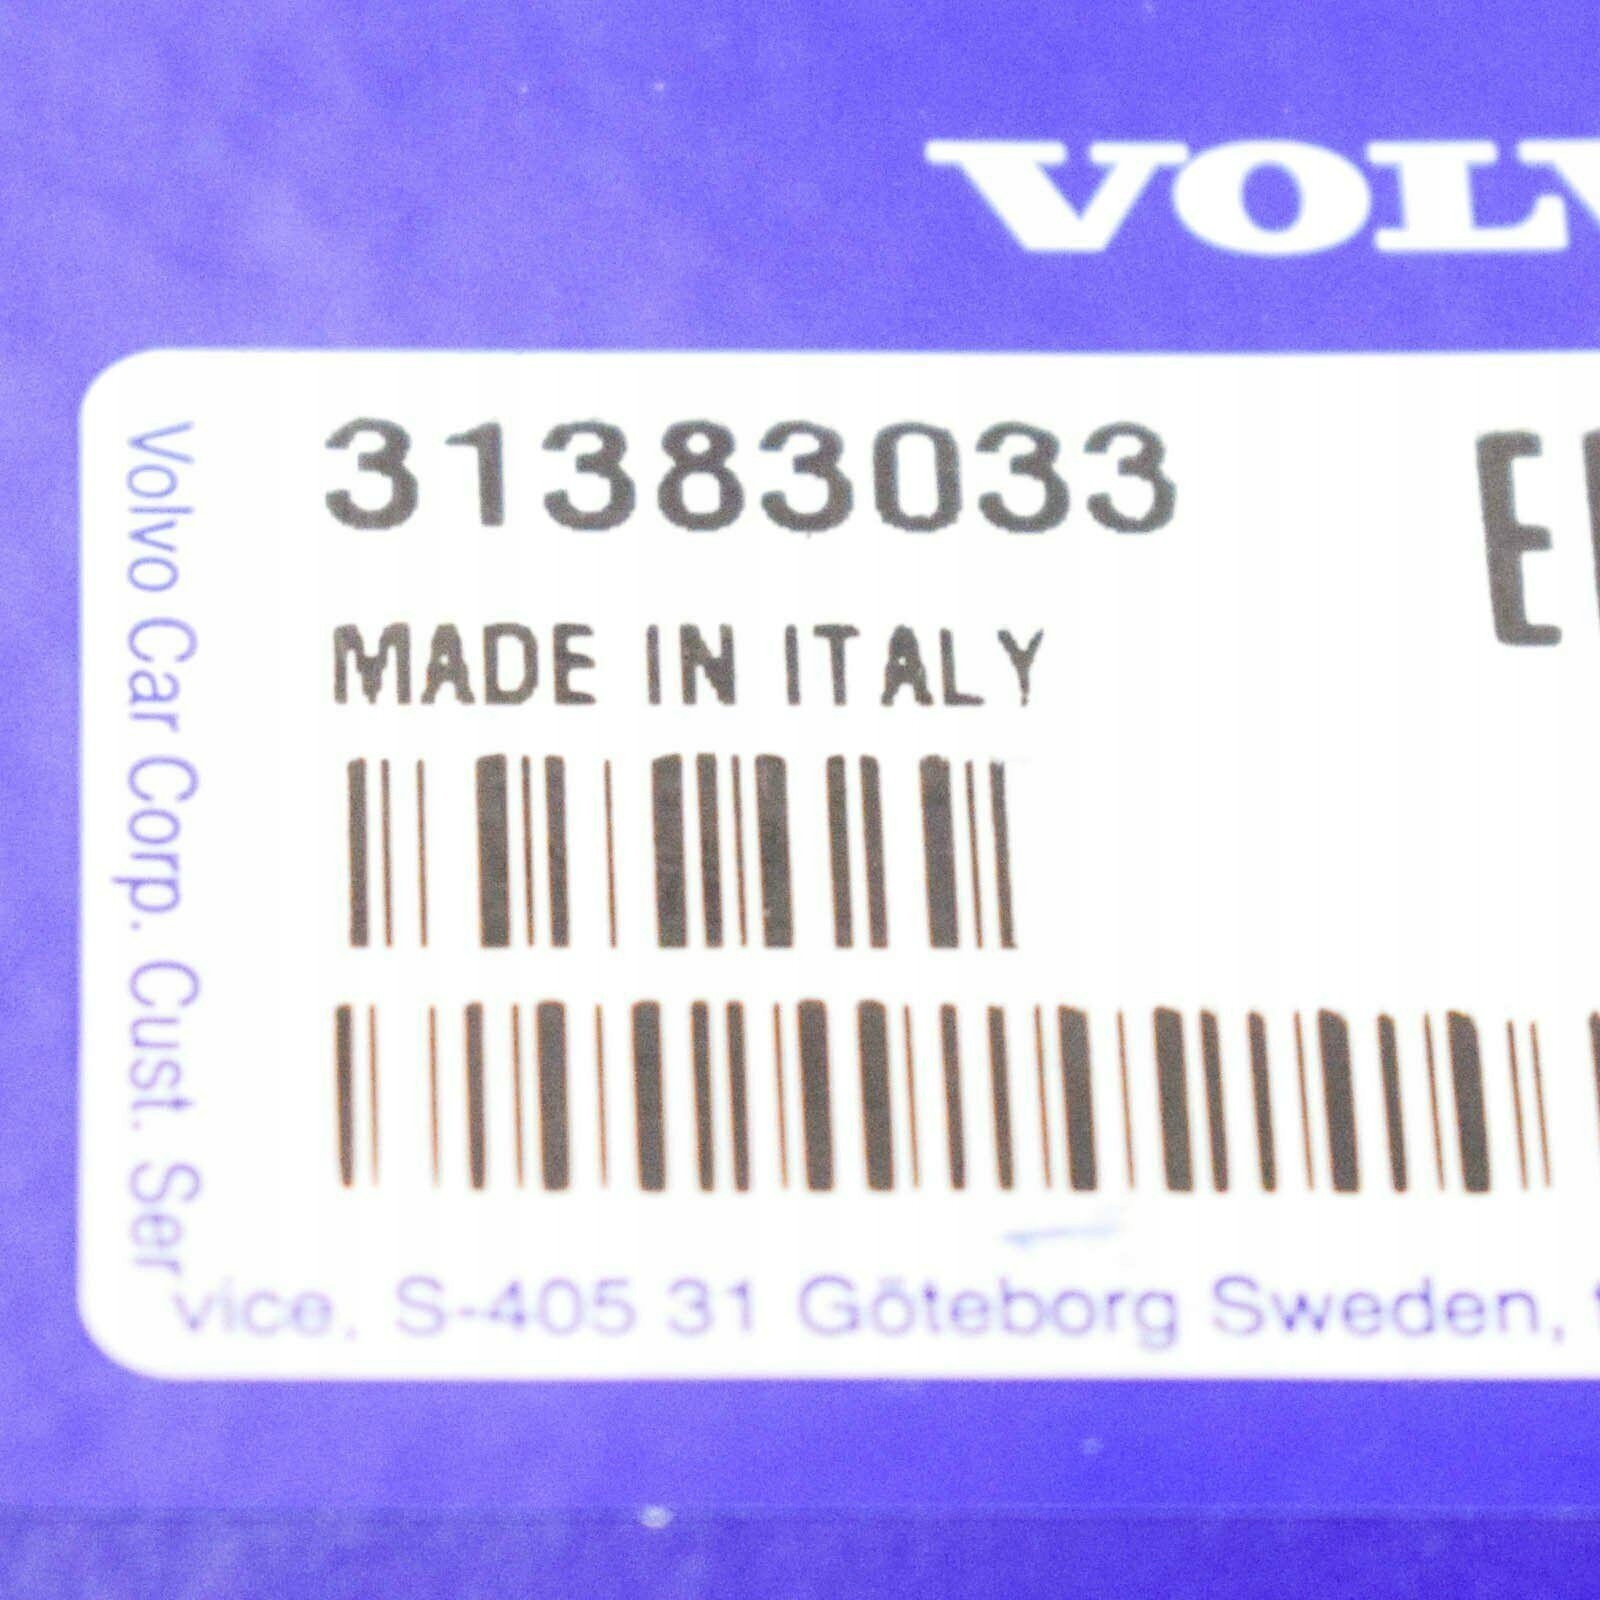 VOLV
31383033
E
MADE IN ITALY
Volvo Car Corp. Cust. Ser
vice, S-405 31 Göteborg Sweden,